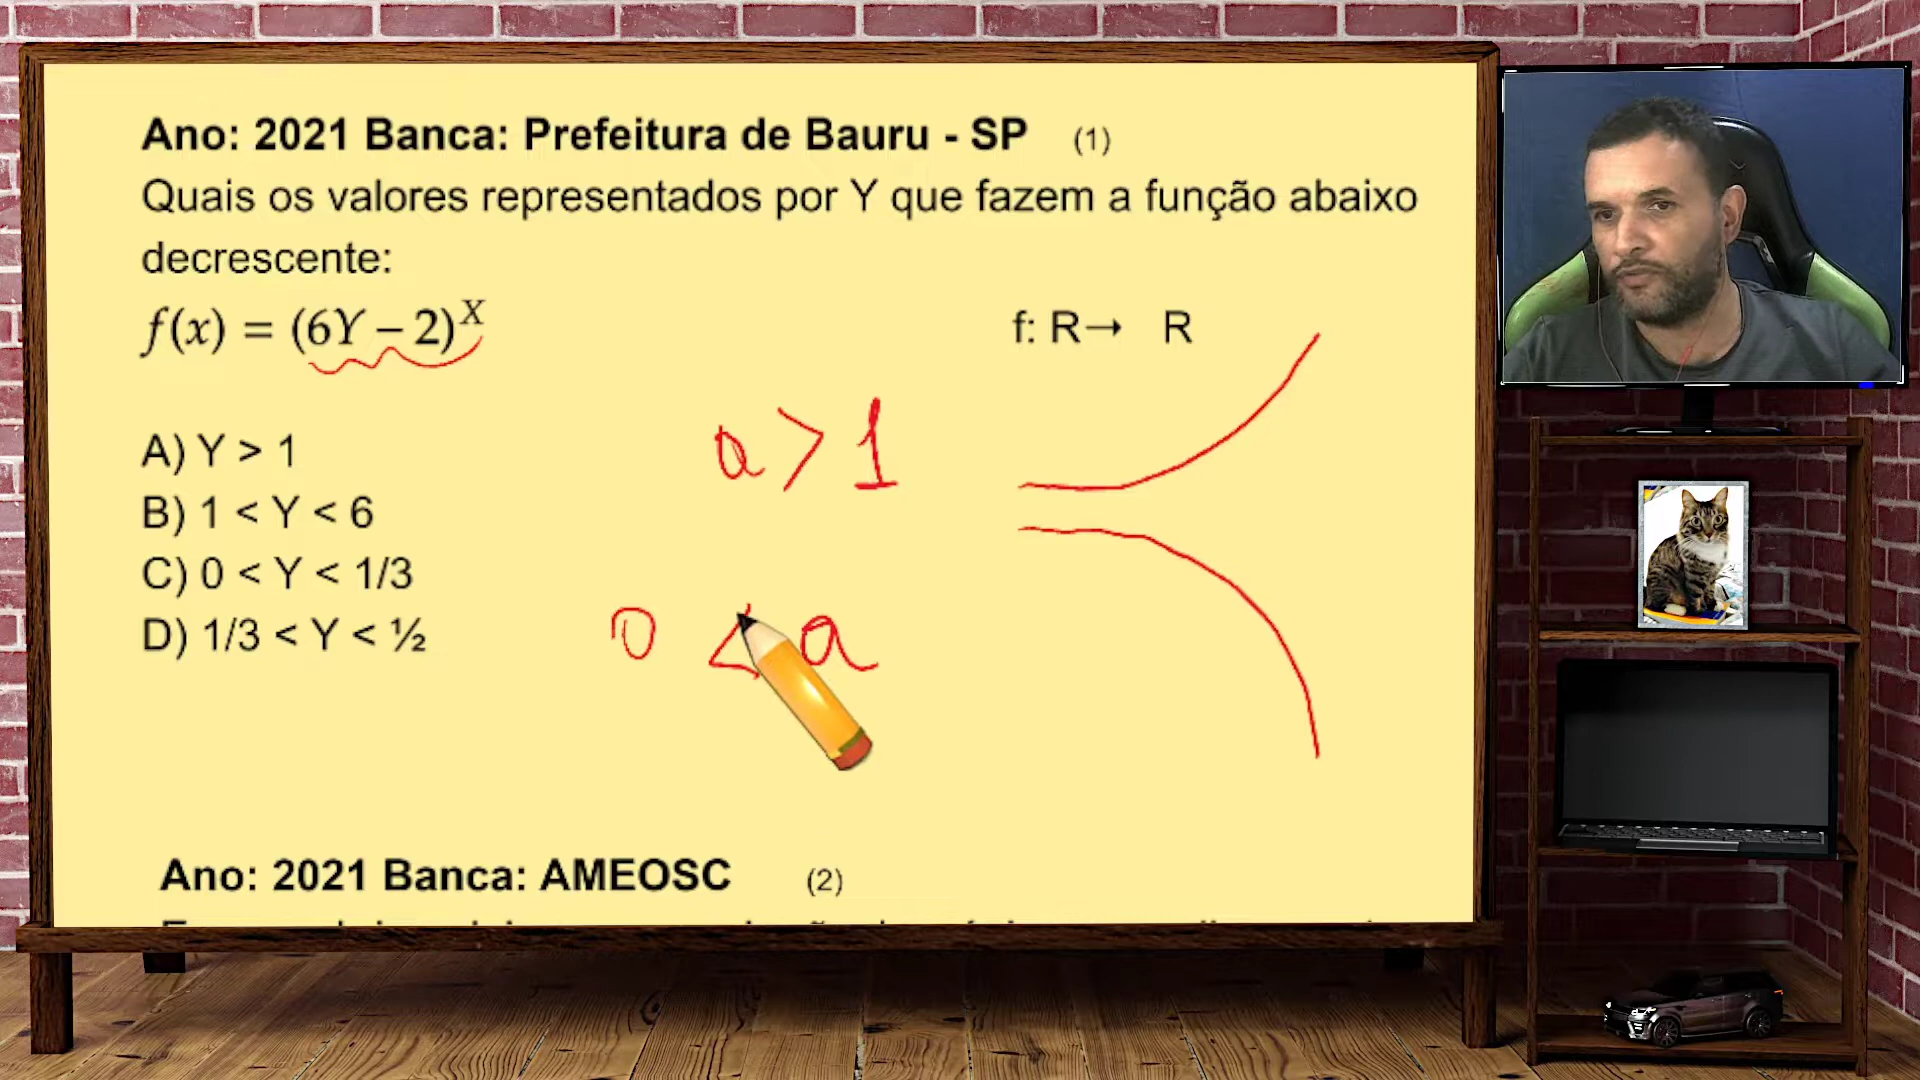 Ano: 2021 Banca: Prefeitura de Bauru - SP (1)
Quais os valores representados por Y que fazem a função abaixo
decrescente:
f(x) = (6Y – 2)^X
f: R→ R
A) Y > 1
B) 1 < Y < 6
C) 0 < Y < 1/3
D) 1/3 < Y < ½
a > 1
0 < a
Ano: 2021 Banca: AMEOSC (2)